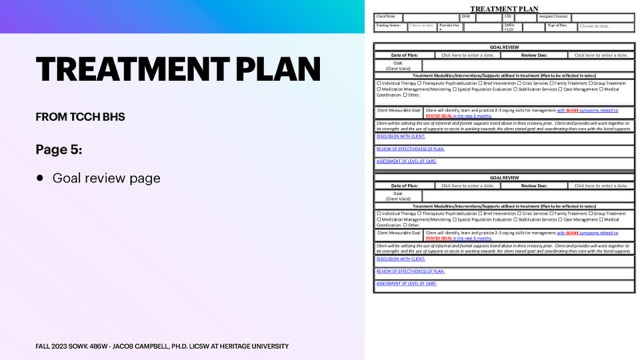 TREATMENT PLAN
FROM TCCH BHS
Page 5:
• Goal review page
FALL 2023 SOWK 486W - JACOB CAMPBELL, PH.D. LICSW AT HERITAGE UNIVERSITY
TREATMENT PLAN
Client Name DOB CID Assigned Clinician:
Funding Source: Choose an item. Provider One # Type of Plan: Choose an item.
GOAL REVIEW
Date of Plan: Click here to enter a date. Review Due: Click here to enter a date.
Goal
(Client Voice)
Treatment Modalities/Interventions/Supports utilized in treatment (Plan to be reflected in notes)
☐ Individual Therapy ☐ Therapeutic Psychoeducation ☐ Brief Intervention ☐ Crisis Services ☐ Family Treatment ☐ Group Treatment
☐ Medication Management/Monitoring ☐ Special Population Evaluation ☐ Stabilization Services ☐ Case Management ☐ Medical
Coordination ☐ Other:
Client Measurable Goal Client will identify, learn and practice 2-3 coping skills for management with BLANK symptoms related to
STATED GOAL in the next 6 months.
Client will be utilizing the use of informal and formal supports listed above in their recovery plan. Client and provider will work together to
tie strengths and the use of supports to assist in working towards the client stated goal and coordinating care with the listed supports.
DISCUSSION WITH CLIENT:
REVIEW OF EFFECTIVENESS OF PLAN:
ASSESSMENT OF LEVEL OF CARE:
GOAL REVIEW
Date of Plan: Click here to enter a date. Review Due: Click here to enter a date.
Goal
(Client Voice)
Treatment Modalities/Interventions/Supports utilized in treatment (Plan to be reflected in notes)
☐ Individual Therapy ☐ Therapeutic Psychoeducation ☐ Brief Intervention ☐ Crisis Services ☐ Family Treatment ☐ Group Treatment
☐ Medication Management/Monitoring ☐ Special Population Evaluation ☐ Stabilization Services ☐ Case Management ☐ Medical
Coordination ☐ Other:
Client Measurable Goal Client will identify, learn and practice 2-3 coping skills for management with BLANK symptoms related to
STATED GOAL in the next 6 months.
Client will be utilizing the use of informal and formal supports listed above in their recovery plan. Client and provider will work together to
tie strengths and the use of supports to assist in working towards the client stated goal and coordinating care with the listed supports.
DISCUSSION WITH CLIENT:
REVIEW OF EFFECTIVENESS OF PLAN:
ASSESSMENT OF LEVEL OF CARE: